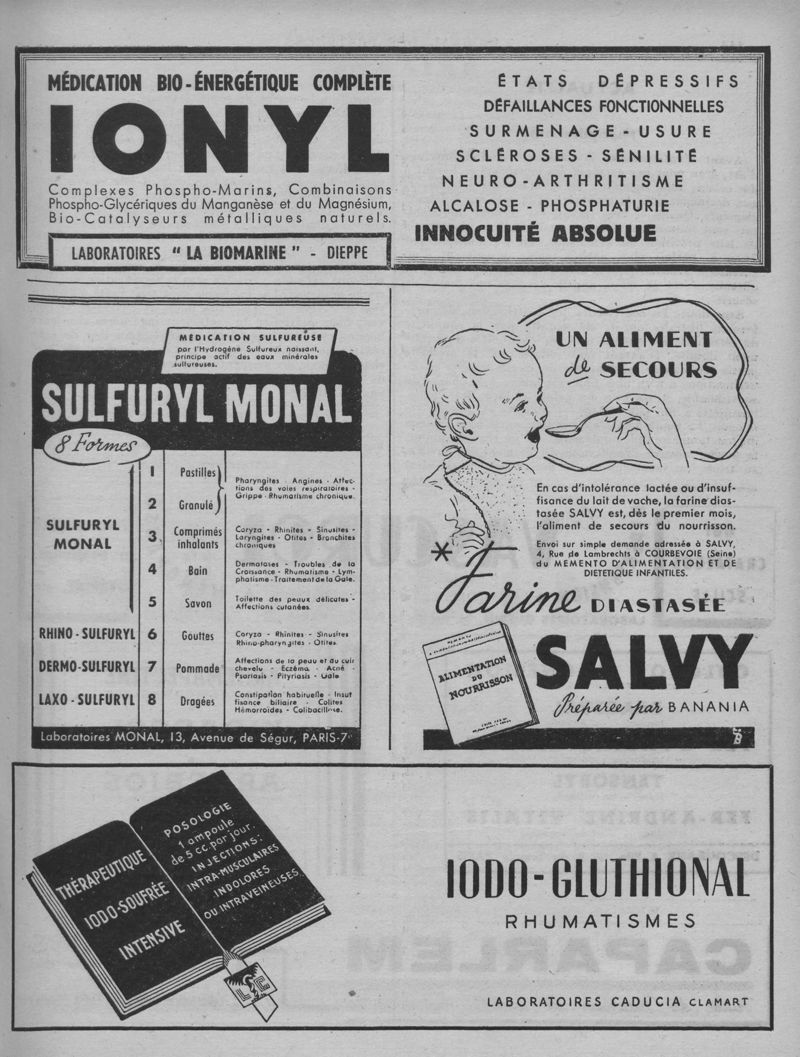 MÉDICATION BIO-ÉNERGÉTIQUE COMPLÈTE
IONYL
Complexes Phospho-Marins, Combinaisons
Phospho-Glycériques du Manganèse et du Magnésium,
Bio-Catalyseurs métalliques naturels.
LABORATOIRES "LA BIOMARINE" - DIEPPE
ÉTATS DÉPRESSIFS
DÉFAILLANCES FONCTIONNELLES
SURMENAGE - USURE
SCLÉROSES - SÉNILITÉ
NEURO-ARTHRITISME
ALCALOSE - PHOSPHATURIE
INNOCUITÉ ABSOLUE
MÉDICATION SULFUREUSE
par l'Hydrogène Sulfureux naissant,
principe actif des eaux minérales
sulfureuses.
SULFURYL MONAL
8 Formes
SULFURYL
MONAL
1 Pastilles
2 Granulé
Pharyngites - Angines - Affec-
tions des voies respiratoires -
Grippe - Rhumatisme chronique.
3 Comprimés
inhalants
Coryza - Rhinites - Sinusites -
Laryngites - Otites - Bronchites
chroniques
4 Bain
Dermatoses - Troubles de la
Croissance - Rhumatisme - Lym-
phatisme - Traitement de la Gale.
5 Savon
Toilette des peaux délicates -
Affections cutanées.
RHINO-SULFURYL 6 Gouttes
Coryza - Rhinites - Sinusites
Rhino-pharyngites - Otites.
DERMO-SULFURYL 7 Pommade
Affections de la peau et du cuir
chevelu - Eczéma - Acné -
Psoriasis - Pityriasis - Gale
LAXO-SULFURYL 8 Dragées
Constipation habituelle - Insuf
fisance biliaire - Colites
Hémorroïdes - Colibacillose.
Laboratoires MONAL, 13, Avenue de Ségur, PARIS-7e
UN ALIMENT
de SECOURS
En cas d'intolérance lactée ou d'insuf-
fisance du lait de vache, la farine dias-
tasée SALVY est, dès le premier mois,
l'aliment de secours du nourrisson.
Envoi sur simple demande adressée à SALVY,
4, Rue de Lambrechts à COURBEVOIE (Seine)
du MEMENTO D'ALIMENTATION ET DE
DIETETIQUE INFANTILES.
* Farine DIASTASÉE
SALVY
Préparée par BANANIA
ALIMENTATION
DU
NOURRISSON
THÉRAPEUTIQUE
IODO-SOUFRÉE
INTENSIVE
POSOLOGIE
1 ampoule
de 5 cc par jour.
INJECTIONS:
INTRA-MUSCULAIRES
INDOLORES
OU INTRAVEINEUSES
L C
IODO-GLUTHIONAL
RHUMATISMES
LABORATOIRES CADUCIA CLAMART